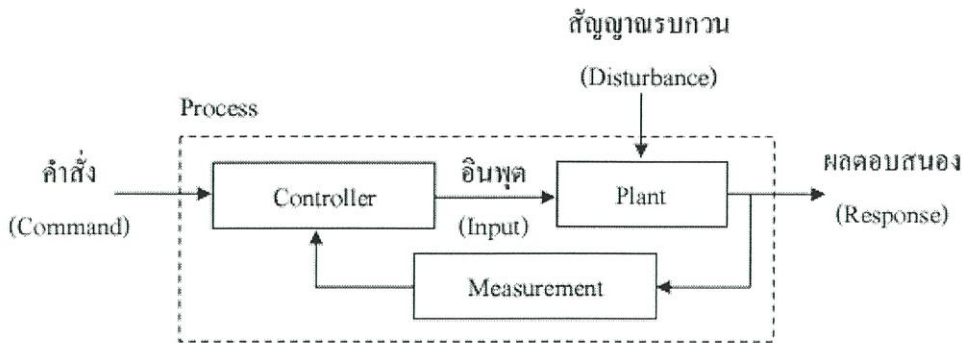 สัญญาณรบกวน
(Disturbance)
Process
คำสั่ง
(Command)
Controller
อินพุต
(Input)
Plant
ผลตอบสนอง
(Response)
Measurement